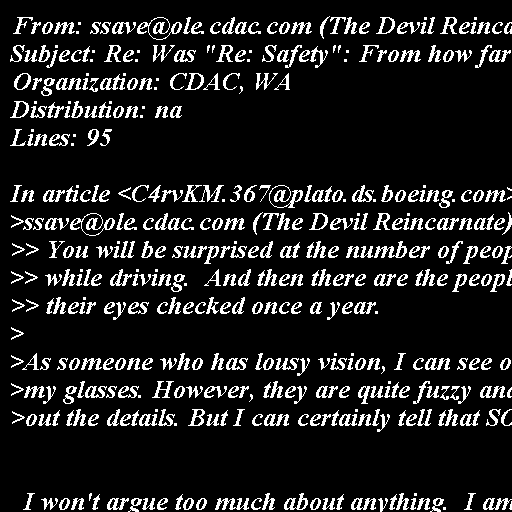 From: ssave@ole.cdac.com (The Devil
Subject: Re: Was "Re: Safety": From how far
Organization: CDAC, WA
Distribution: na
Lines: 95
In article <C4rvKM.367@plato.ds.boeing.com>
>ssave@ole.cdac.com (The Devil Reincarnate)
>> You will be surprised at the number of
>> while driving.  And then there are the
>> their eyes checked once a year.
>
>As someone who has lousy vision, I can see
>my glasses. However, they are quite fuzzy and
>out the details. But I can certainly tell that
I won't argue too much about anything.  I am